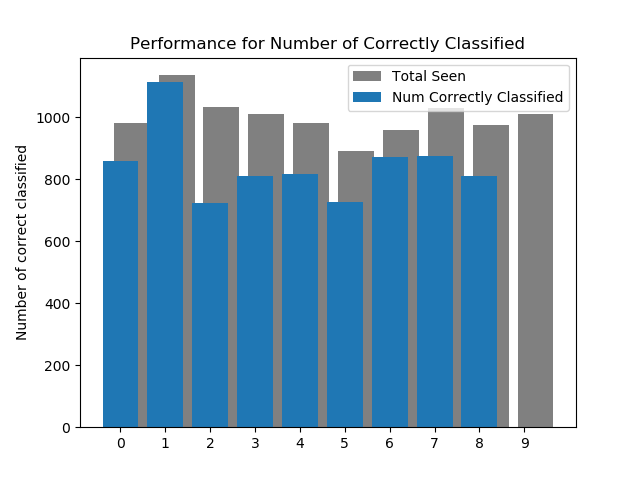 Performance for Number of Correctly Classified
Total Seen
Num Correctly Classified
Number of correct classified
1000
800
600
400
200
0
0 1 2 3 4 5 6 7 8 9